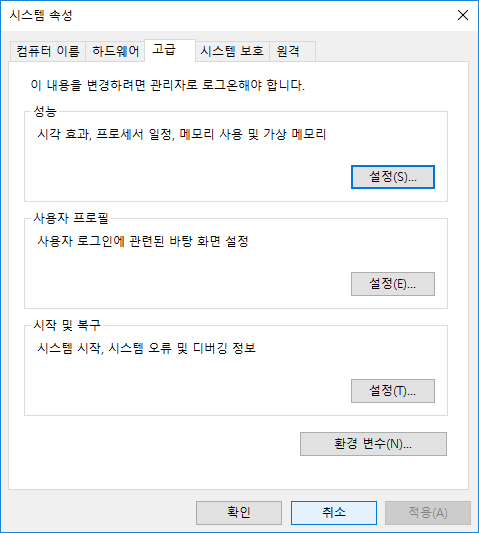 시스템 속성
컴퓨터 이름 하드웨어 고급 시스템 보호 원격
이 내용을 변경하려면 관리자로 로그온해야 합니다.
성능
시각 효과, 프로세서 일정, 메모리 사용 및 가상 메모리
설정(S)...
사용자 프로필
사용자 로그인에 관련된 바탕 화면 설정
설정(E)...
시작 및 복구
시스템 시작, 시스템 오류 및 디버깅 정보
설정(T)...
환경 변수(N)...
확인 취소 적용(A)